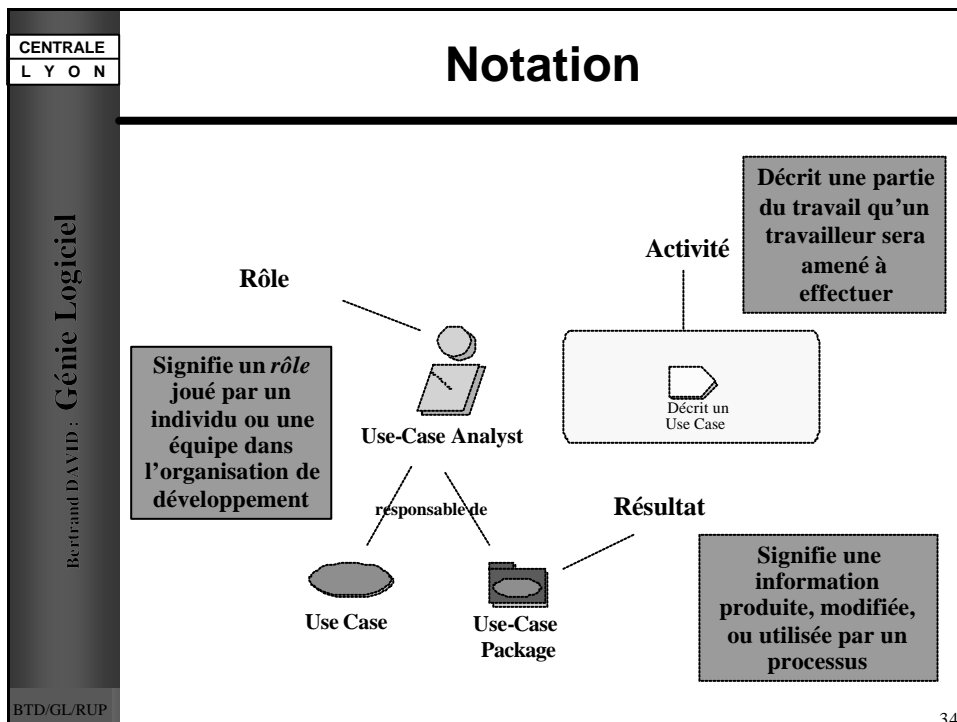 CENTRALE
L Y O N
Notation
Bertrand DAVID : Génie Logiciel
Décrit une partie
du travail qu'un
travailleur sera
amené à
effectuer
Activité
Rôle
Signifie un rôle
joué par un
individu ou une
équipe dans
l'organisation de
développement
Décrit un
Use Case
Use-Case Analyst
responsable de
Résultat
Use Case
Use-Case
Package
Signifie une
information
produite, modifiée,
ou utilisée par un
processus
BTD/GL/RUP
34